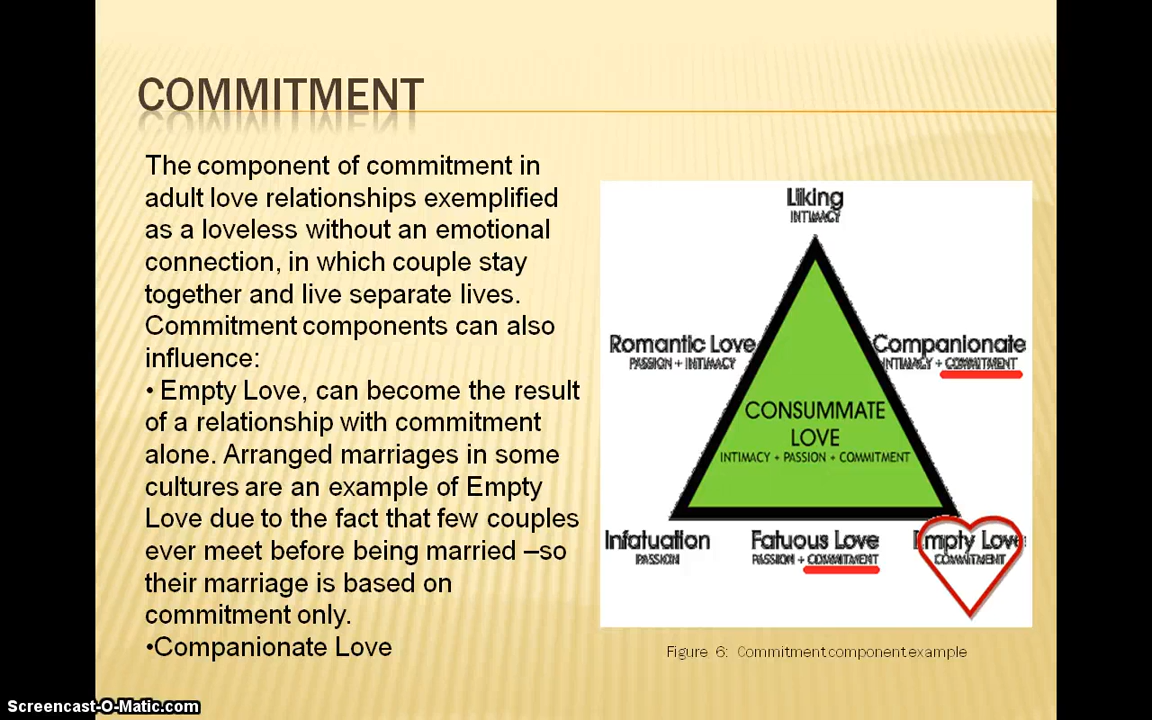 COMMITMENT
The component of commitment in
adult love relationships exemplified
as a loveless without an emotional
connection, in which couple stay
together and live separate lives.
Commitment components can also
influence:
• Empty Love, can become the result
of a relationship with commitment
alone. Arranged marriages in some
cultures are an example of Empty
Love due to the fact that few couples
ever meet before being married –so
their marriage is based on
commitment only.
•Companionate Love
Liking
INTIMACY
Romantic Love
PASSION + INTIMACY
Companionate
INTIMACY + COMMITMENT
CONSUMMATE
LOVE
INTIMACY + PASSION + COMMITMENT
Infatuation
PASSION
Fatuous Love
PASSION + COMMITMENT
Empty Love
COMMITMENT
Figure 6: Commitment component example
Screencast-O-Matic.com